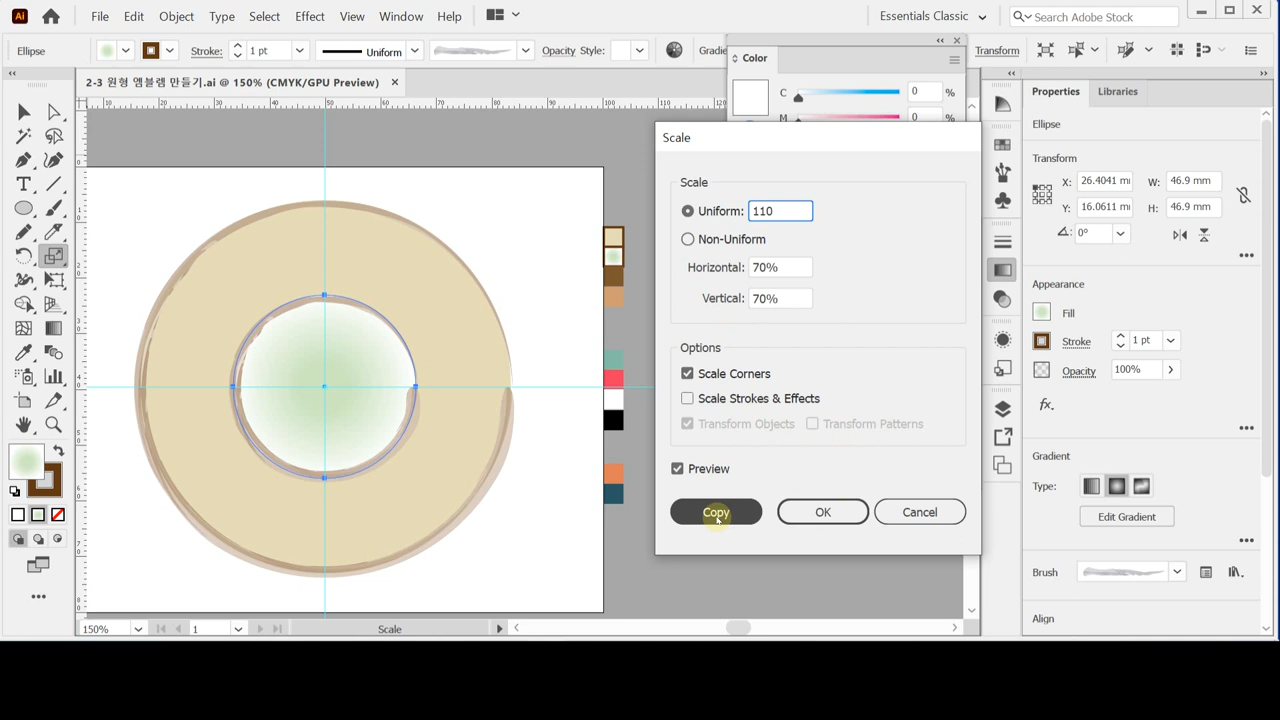 Ai File Edit Object Type Select Effect View Window Help Essentials Classic Search Adobe Stock
Ellipse Stroke: 1 pt Uniform Opacity Style: Transform
2-3 원형 엠블렘 만들기.ai @ 150% (CMYK/GPU Preview)
Color
C 0 %
M 0 %
Properties Libraries
Ellipse
Transform
X: 26.4041 W: 46.9 mm
Y: 16.0611 H: 46.9 mm
0°
Appearance
Fill
Stroke 1 pt
Opacity 100%
fx
Gradient
Type:
Edit Gradient
Brush
Align
Scale
Scale
Uniform: 110
Non-Uniform
Horizontal: 70%
Vertical: 70%
Options
Scale Corners
Scale Strokes & Effects
Transform Objects Transform Patterns
Preview
Copy OK Cancel
150% 1 Scale